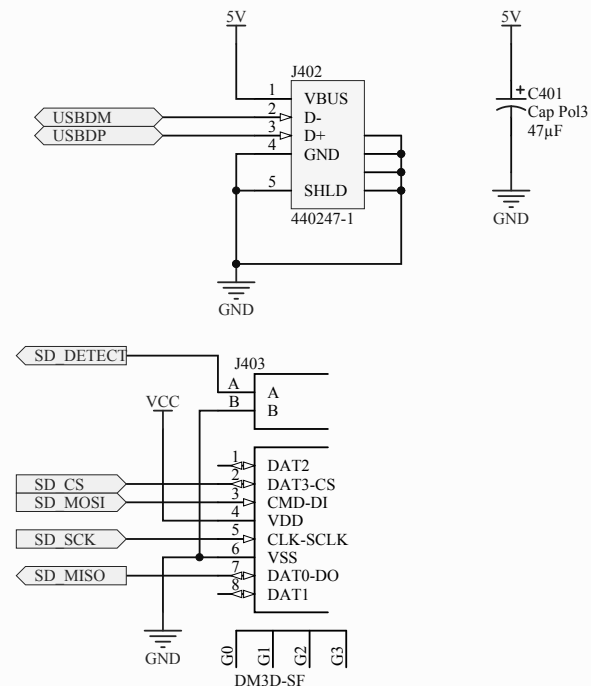 5V
5V
J402
1 VBUS
USBDM 2 D-
USBDP 3 D+
4 GND
5 SHLD
440247-1
GND
+ C401
Cap Pol3
47µF
GND
SD_DETECT
J403
A A
B B
VCC
1 DAT2
SD_CS 2 DAT3-CS
SD_MOSI 3 CMD-DI
4 VDD
SD_SCK 5 CLK-SCLK
6 VSS
SD_MISO 7 DAT0-DO
8 DAT1
GND
G0 G1 G2 G3
DM3D-SF